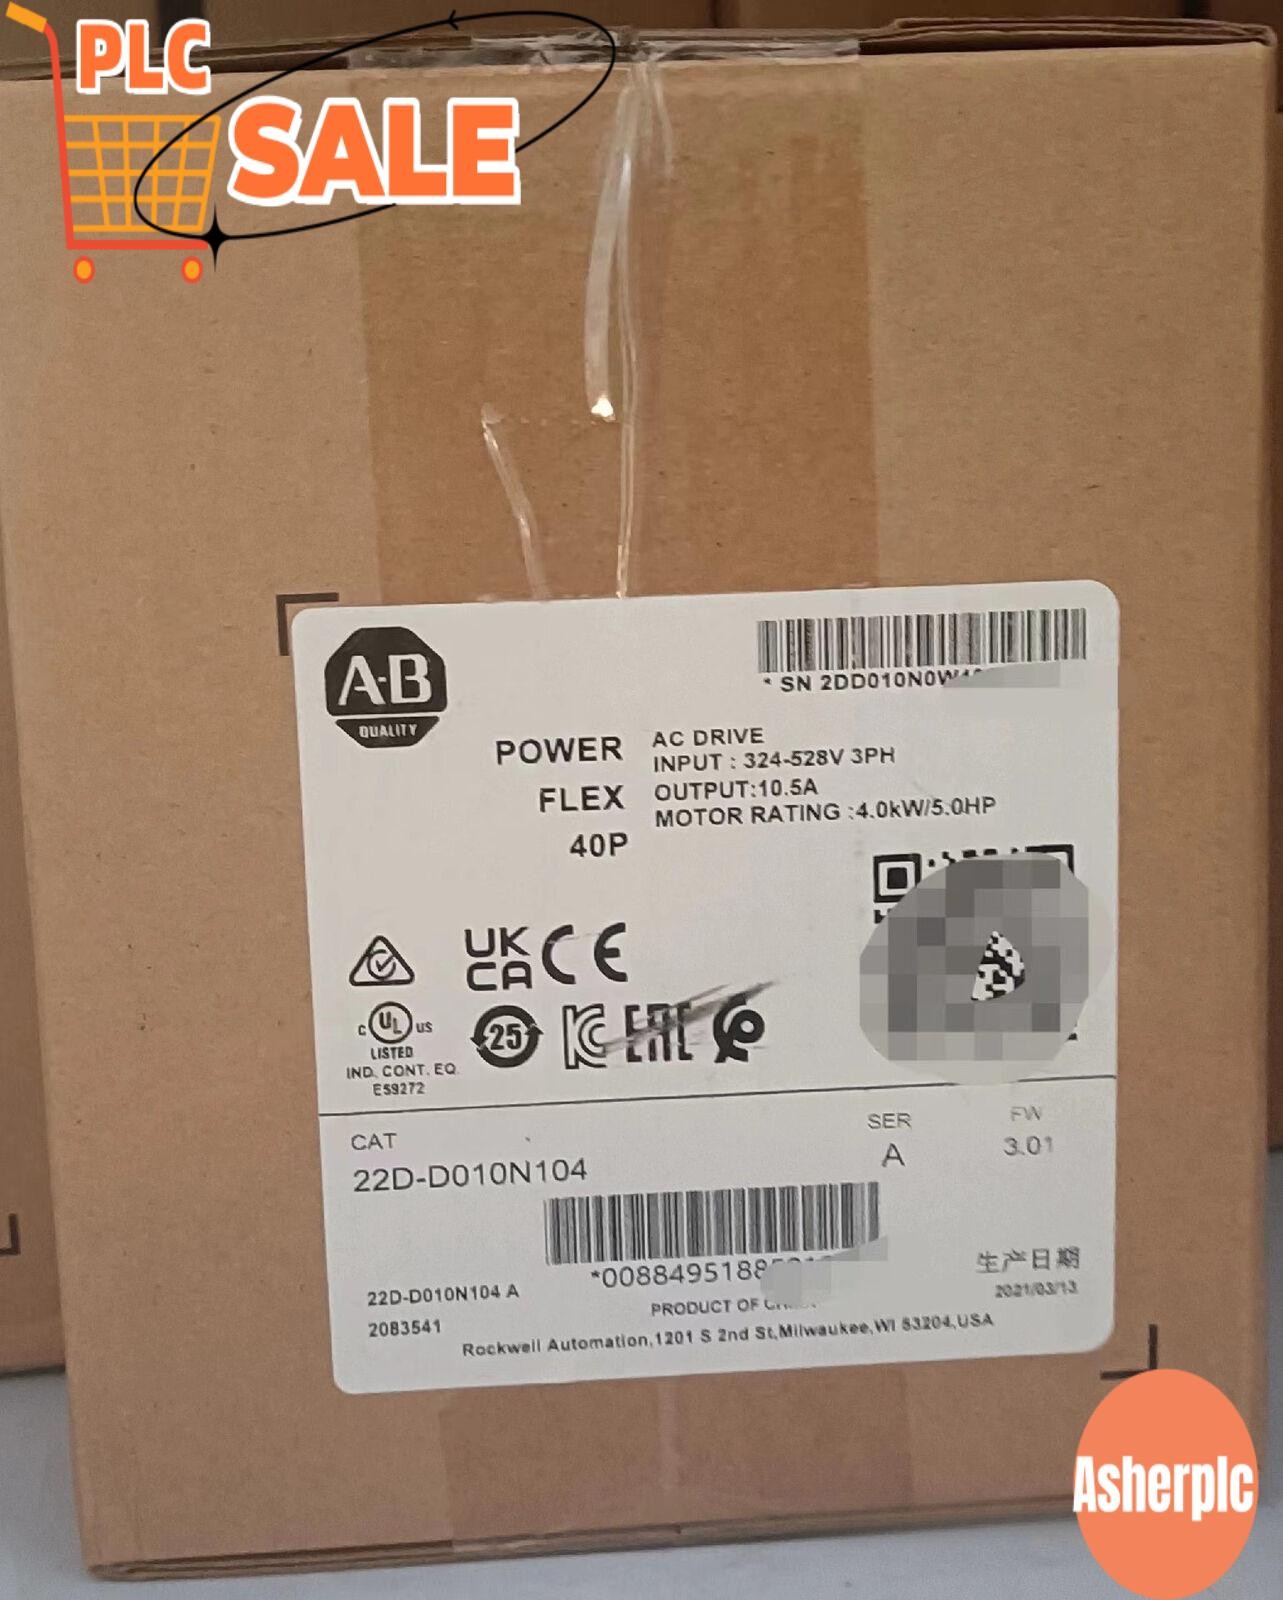 PLC
SALE
A-B
QUALITY
* SN 2DD010N0W
POWER
FLEX
40P
AC DRIVE
INPUT : 324-528V 3PH
OUTPUT:10.5A
MOTOR RATING :4.0kW/5.0HP
UK
CA
CE
C UL US
LISTED
IND. CONT. EQ.
E59272
25
EAC
CAT
22D-D010N104
SER
A
FW
3.01
*0088495188
22D-D010N104 A
2083541
PRODUCT OF
生产日期
2021/03/13
Rockwell Automation,1201 S 2nd St,Milwaukee,WI 53204,USA
Asherplc